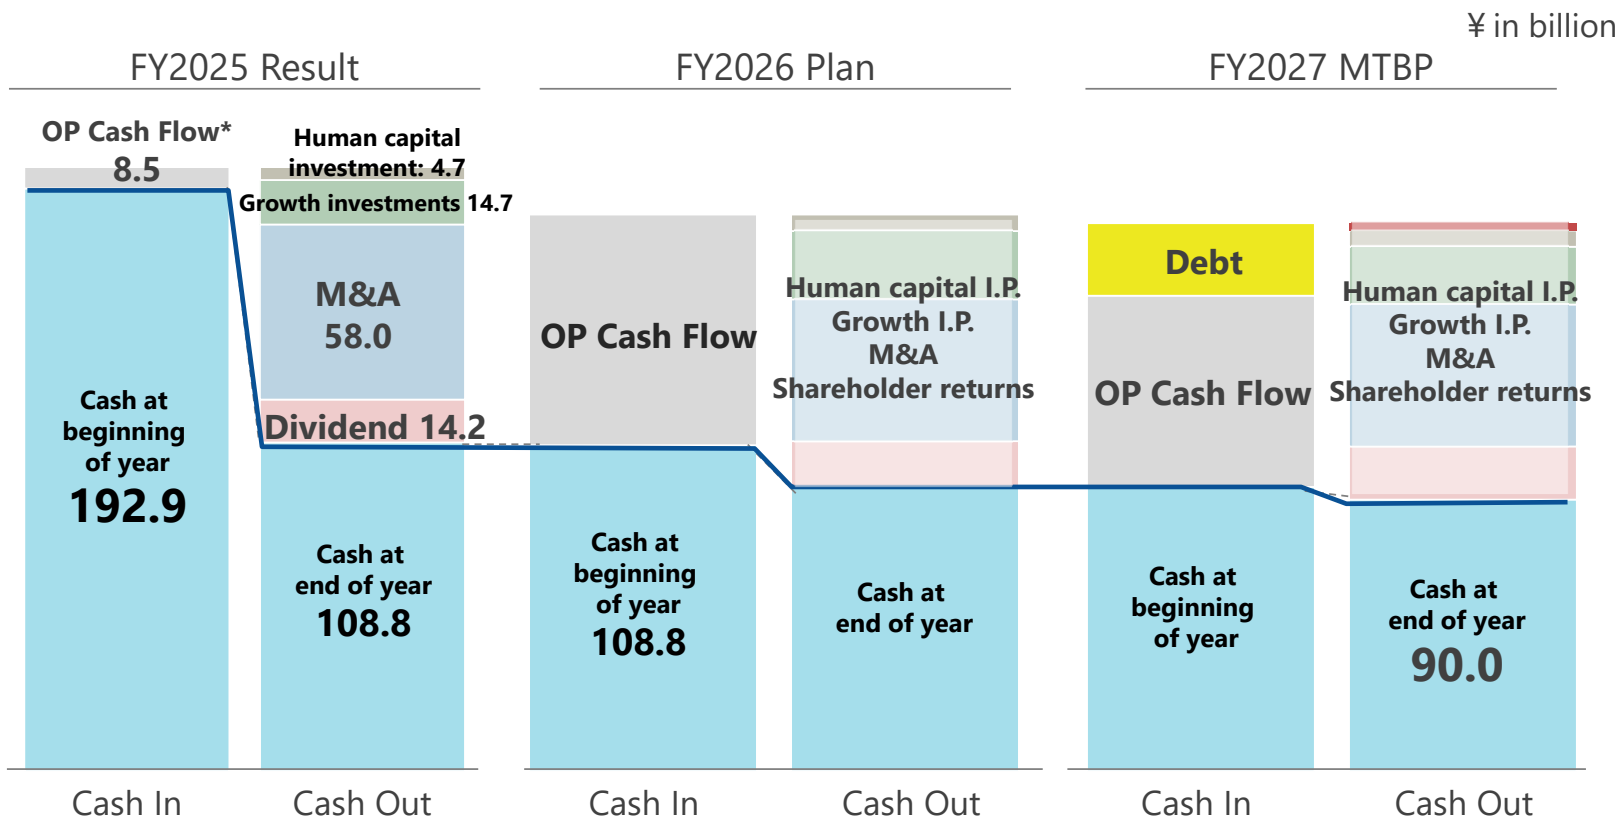 ¥ in billion
FY2025 Result
FY2026 Plan
FY2027 MTBP
OP Cash Flow*
8.5
Cash at
beginning
of year
192.9
Human capital
investment: 4.7
Growth investments 14.7
M&A
58.0
Dividend 14.2
Cash at
end of year
108.8
OP Cash Flow
Cash at
beginning
of year
108.8
Human capital I.P.
Growth I.P.
M&A
Shareholder returns
Cash at
end of year
Debt
OP Cash Flow
Cash at
beginning
of year
Human capital I.P.
Growth I.P.
M&A
Shareholder returns
Cash at
end of year
90.0
Cash In
Cash Out
Cash In
Cash Out
Cash In
Cash Out